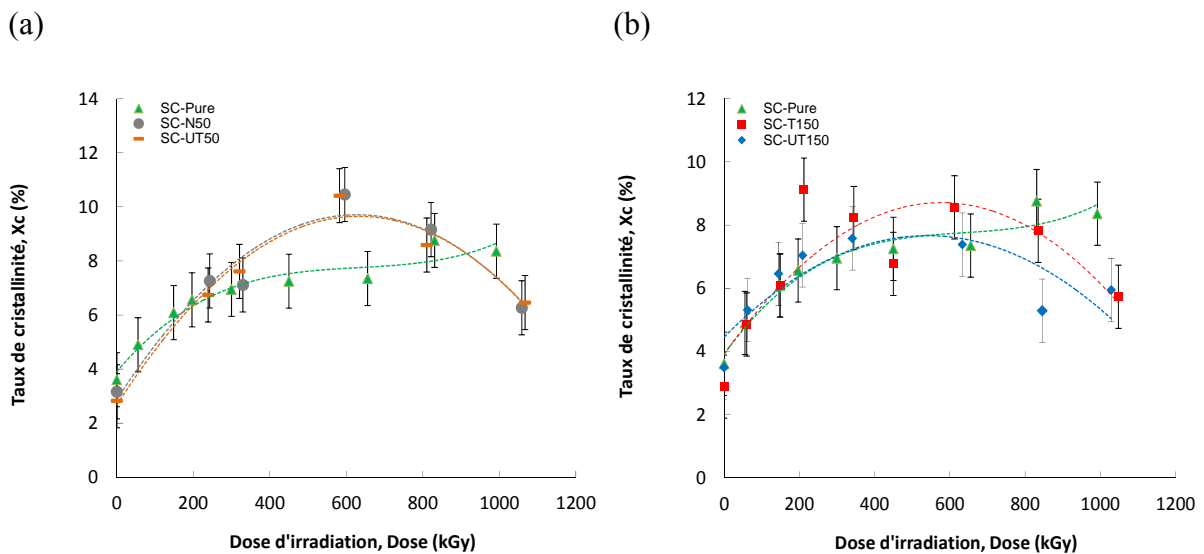 (a)
14
12
10
8
6
4
2
0
0 200 400 600 800 1000 1200
Taux de cristallinité, Xc (%)
Dose d'irradiation, Dose (kGy)
SC-Pure
SC-N50
SC-UT50
(b)
12
10
8
6
4
2
0
0 200 400 600 800 1000 1200
Taux de cristallinité, Xc (%)
Dose d'irradiation, Dose (kGy)
SC-Pure
SC-T150
SC-UT150